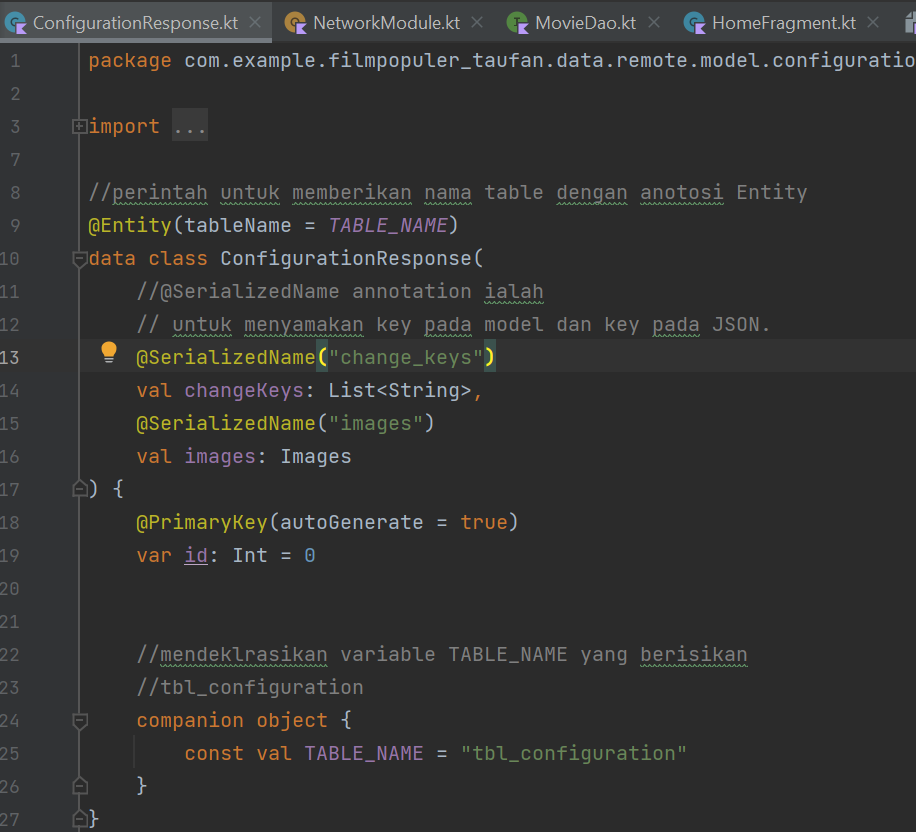 ConfigurationResponse.kt NetworkModule.kt MovieDao.kt HomeFragment.kt
1 package com.example.filmpopuler_taufan.data.remote.model.configuratio
2
3 import ...
7
8 //perintah untuk memberikan nama table dengan anotosi Entity
9 @Entity(tableName = TABLE_NAME)
10 data class ConfigurationResponse(
11 //@SerializedName annotation ialah
12 // untuk menyamakan key pada model dan key pada JSON.
13 @SerializedName("change_keys")
14 val changeKeys: List<String>,
15 @SerializedName("images")
16 val images: Images
17 ) {
18 @PrimaryKey(autoGenerate = true)
19 var id: Int = 0
20
21
22 //mendeklrasikan variable TABLE_NAME yang berisikan
23 //tbl_configuration
24 companion object {
25 const val TABLE_NAME = "tbl_configuration"
26 }
27 }